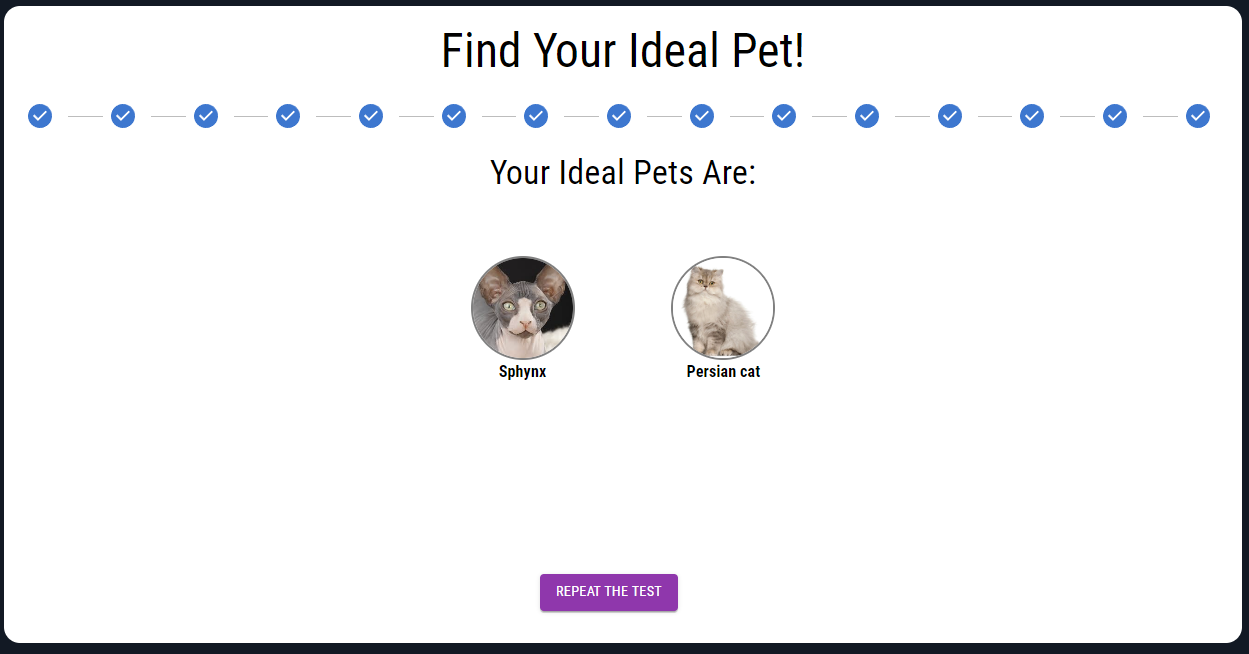 Find Your Ideal Pet!
Your Ideal Pets Are:
Sphynx
Persian cat
REPEAT THE TEST